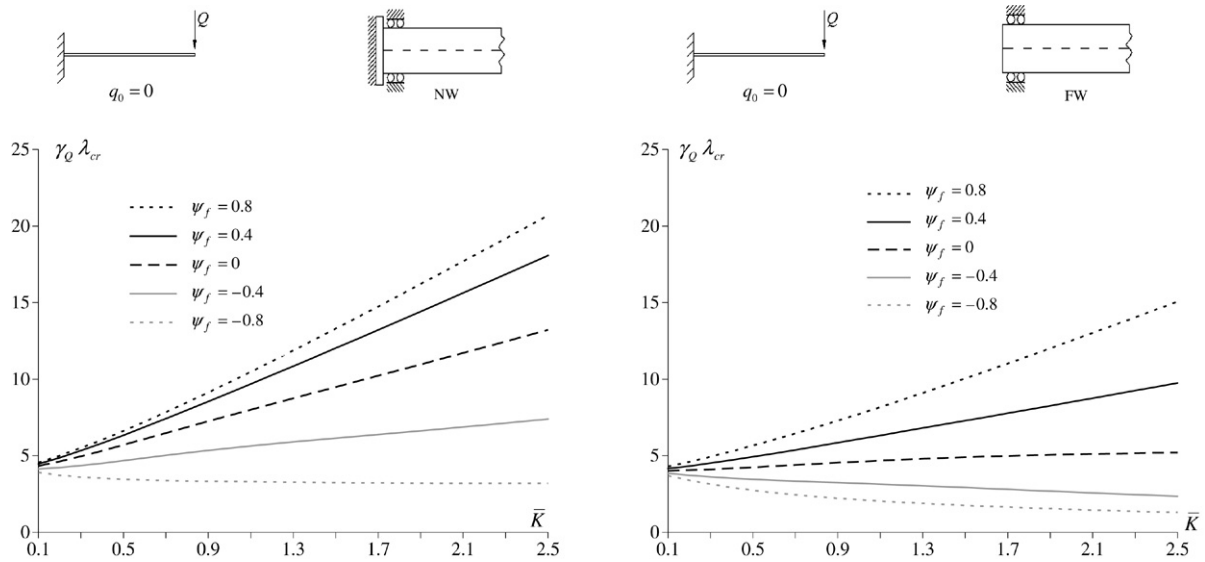 Q
q₀ = 0
NW
γ_Q λ_cr
25
20
15
10
5
0
ψ_f = 0.8
ψ_f = 0.4
ψ_f = 0
ψ_f = −0.4
ψ_f = −0.8
K̅
0.1 0.5 0.9 1.3 1.7 2.1 2.5
Q
q₀ = 0
FW
γ_Q λ_cr
25
20
15
10
5
0
ψ_f = 0.8
ψ_f = 0.4
ψ_f = 0
ψ_f = −0.4
ψ_f = −0.8
K̅
0.1 0.5 0.9 1.3 1.7 2.1 2.5